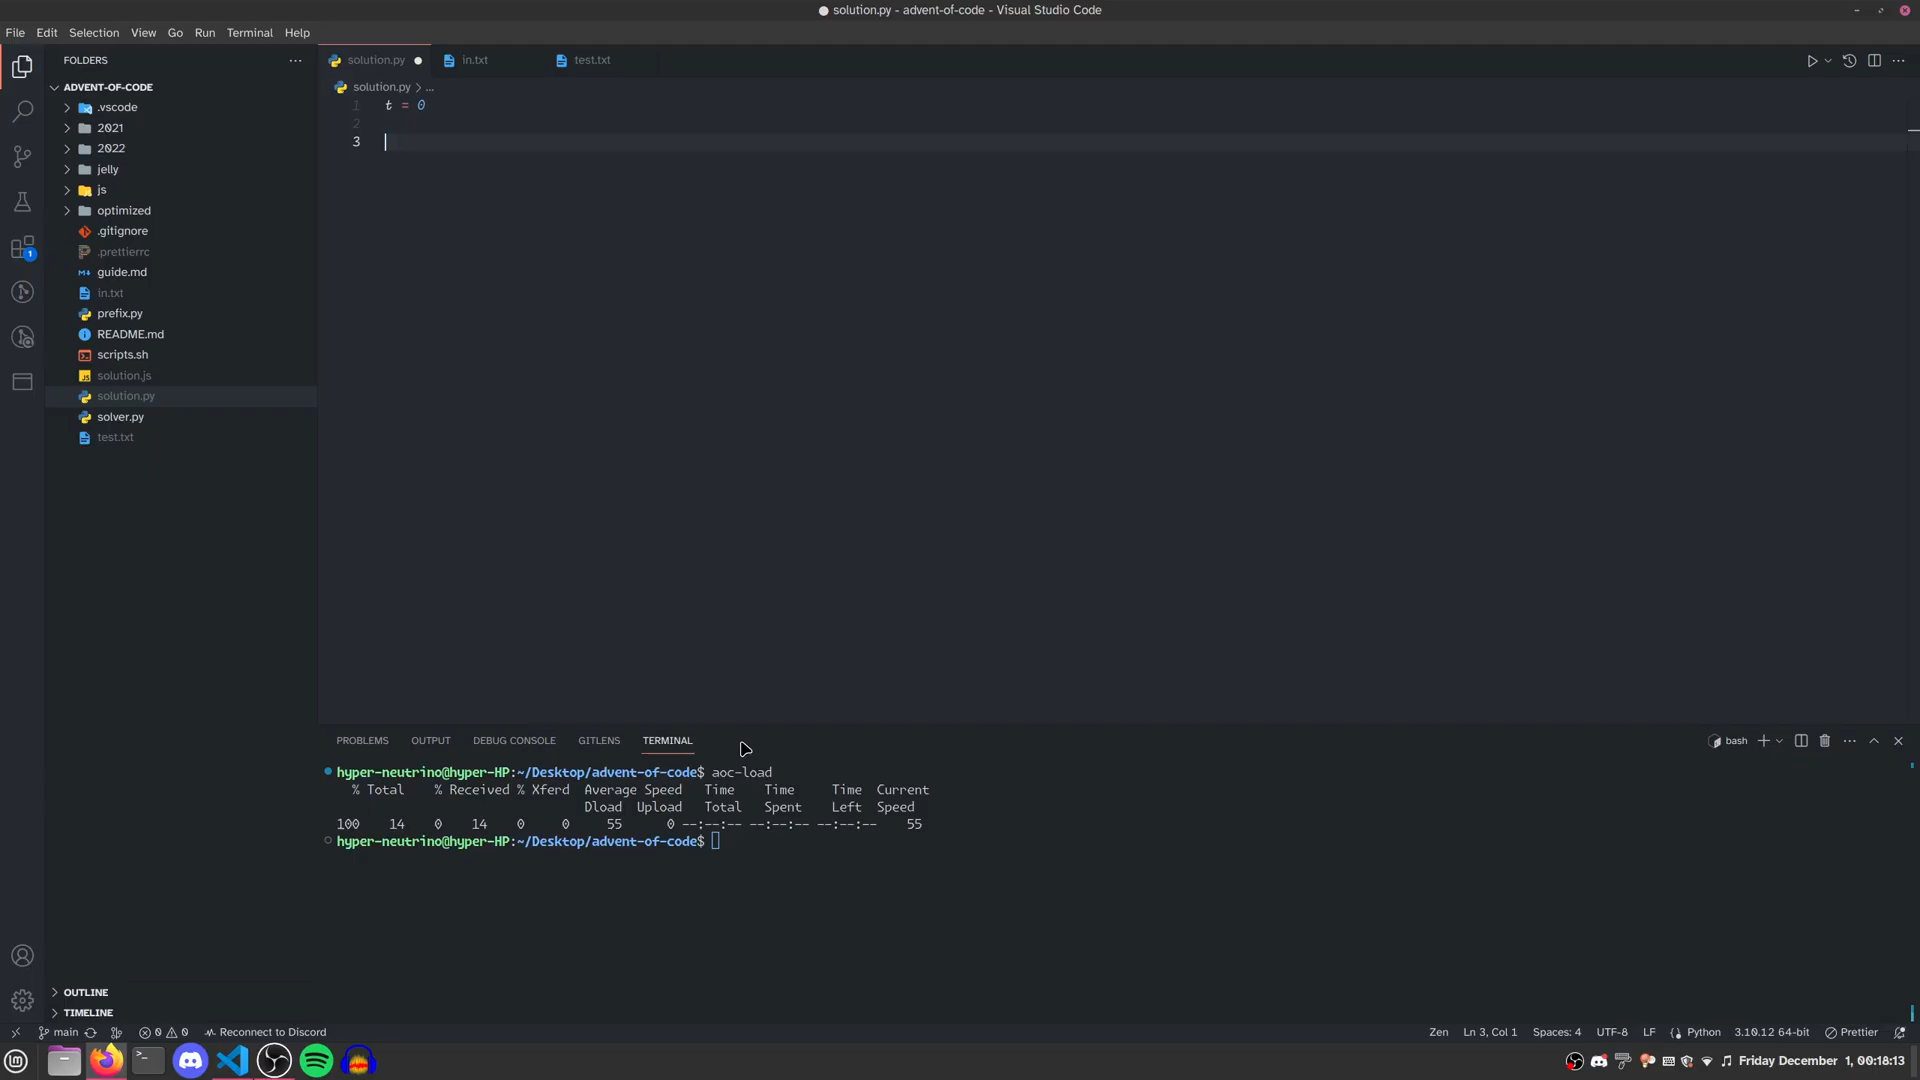 solution.py - advent-of-code - Visual Studio Code
File Edit Selection View Go Run Terminal Help
FOLDERS
solution.py
in.txt
test.txt
ADVENT-OF-CODE
solution.py > ...
.vscode
2021
2022
jelly
js
optimized
.gitignore
.prettierrc
guide.md
in.txt
prefix.py
README.md
scripts.sh
solution.js
solution.py
solver.py
test.txt
1 t = 0
2
3
1
PROBLEMS OUTPUT DEBUG CONSOLE GITLENS TERMINAL
bash
hyper-neutrino@hyper-HP:~/Desktop/advent-of-code$ aoc-load
% Total % Received % Xferd Average Speed Time Time Time Current
Dload Upload Total Spent Left Speed
100 14 0 14 0 0 55 0 --:--:-- --:--:-- --:--:-- 55
hyper-neutrino@hyper-HP:~/Desktop/advent-of-code$
OUTLINE
TIMELINE
main 0 0 Reconnect to Discord
Zen Ln 3, Col 1 Spaces: 4 UTF-8 LF Python 3.10.12 64-bit Prettier
Friday December 1, 00:18:13